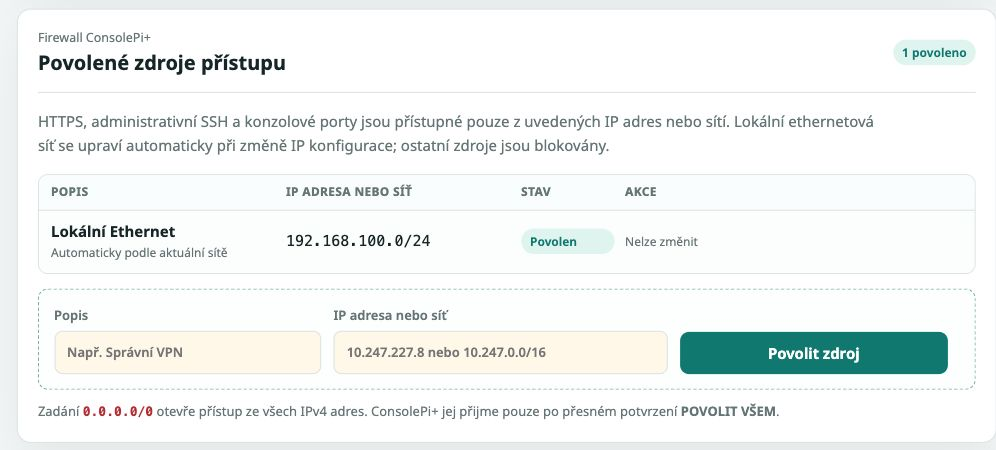 Firewall ConsolePi+
Povolené zdroje přístupu
1 povoleno
HTTPS, administrativní SSH a konzolové porty jsou přístupné pouze z uvedených IP adres nebo sítí. Lokální ethernetová
síť se upraví automaticky při změně IP konfigurace; ostatní zdroje jsou blokovány.
POPIS IP ADRESA NEBO SÍŤ STAV AKCE
Lokální Ethernet
Automaticky podle aktuální sítě
192.168.100.0/24
Povolen
Nelze změnit
Popis
IP adresa nebo síť
Např. Správní VPN
10.247.227.8 nebo 10.247.0.0/16
Povolit zdroj
Zadání 0.0.0.0/0 otevře přístup ze všech IPv4 adres. ConsolePi+ jej přijme pouze po přesném potvrzení POVOLIT VŠEM.